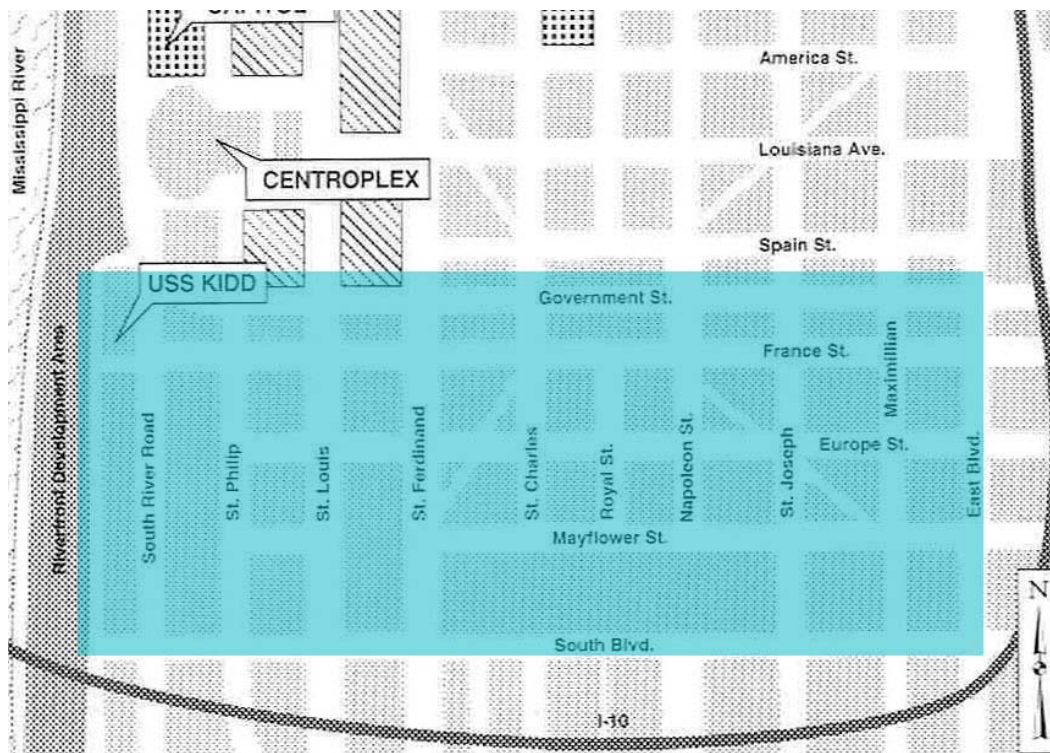 CAPITOL
America St.
Mississippi River
Louisiana Ave.
CENTROPLEX
Spain St.
USS KIDD
Government St.
France St.
Maximillian
Riverfront Development Area
South River Road
St. Philip
St. Louis
St. Ferdinand
St. Charles
Royal St.
Napoleon St.
St. Joseph
Europe St.
East Blvd.
Mayflower St.
South Blvd.
I-10
N